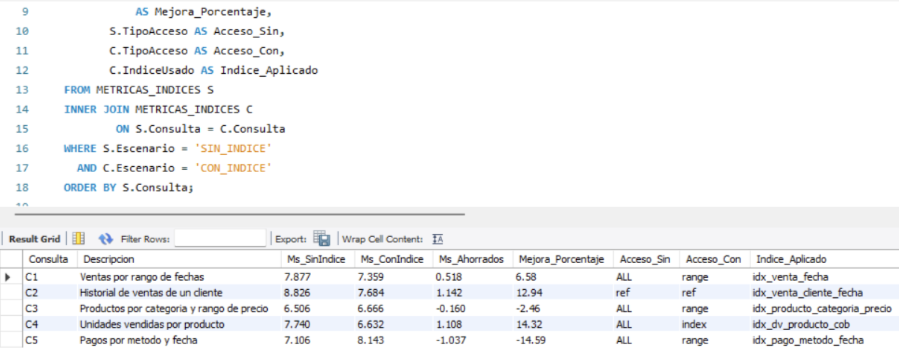 9 AS Mejora_Porcentaje,
10 S.TipoAcceso AS Acceso_Sin,
11 C.TipoAcceso AS Acceso_Con,
12 C.IndiceUsado AS Indice_Aplicado
13 FROM METRICAS_INDICES S
14 INNER JOIN METRICAS_INDICES C
15 ON S.Consulta = C.Consulta
16 WHERE S.Escenario = 'SIN_INDICE'
17 AND C.Escenario = 'CON_INDICE'
18 ORDER BY S.Consulta;
Result Grid Filter Rows: Export: Wrap Cell Content:
Consulta Descripcion Ms_SinIndice Ms_ConIndice Ms_Ahorrados Mejora_Porcentaje Acceso_Sin Acceso_Con Indice_Aplicado
C1 Ventas por rango de fechas 7.877 7.359 0.518 6.58 ALL range idx_venta_fecha
C2 Historial de ventas de un cliente 8.826 7.684 1.142 12.94 ref ref idx_venta_cliente_fecha
C3 Productos por categoria y rango de precio 6.506 6.666 -0.160 -2.46 ALL range idx_producto_categoria_precio
C4 Unidades vendidas por producto 7.740 6.632 1.108 14.32 ALL index idx_dv_producto_cob
C5 Pagos por metodo y fecha 7.106 8.143 -1.037 -14.59 ALL range idx_pago_metodo_fecha